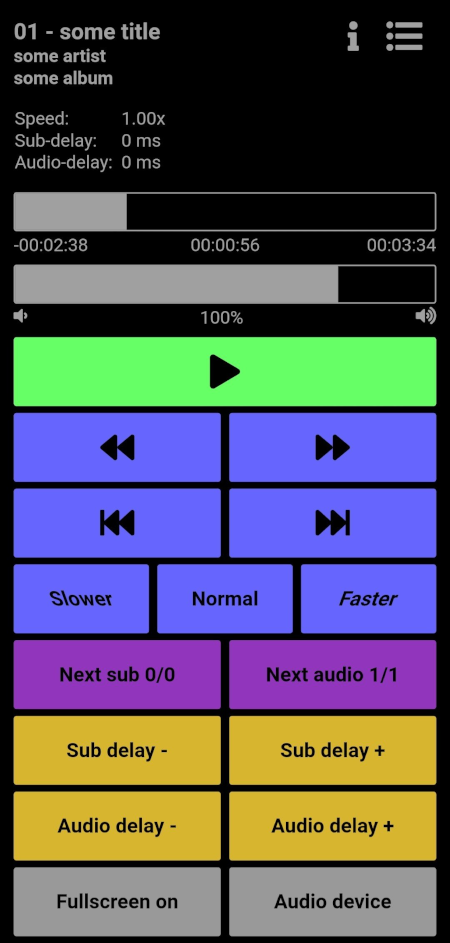 01 - some title
some artist
some album
Speed: 1.00x
Sub-delay: 0 ms
Audio-delay: 0 ms
-00:02:38 00:00:56 00:03:34
100%
Slower Normal Faster
Next sub 0/0 Next audio 1/1
Sub delay - Sub delay +
Audio delay - Audio delay +
Fullscreen on Audio device